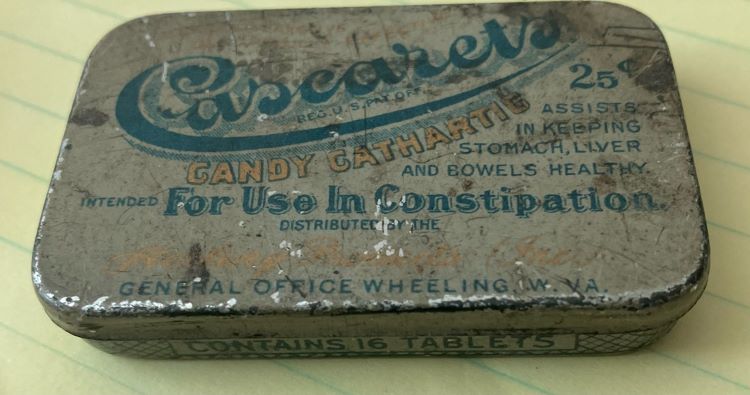 Cascarets
REG.U.S.PAT.OFF.
25¢
CANDY CATHARTIC
ASSISTS
IN KEEPING
STOMACH, LIVER
AND BOWELS HEALTHY.
INTENDED For Use In Constipation.
DISTRIBUTED BY THE
Inc.
GENERAL OFFICE WHEELING, W. VA.
CONTAINS 16 TABLETS